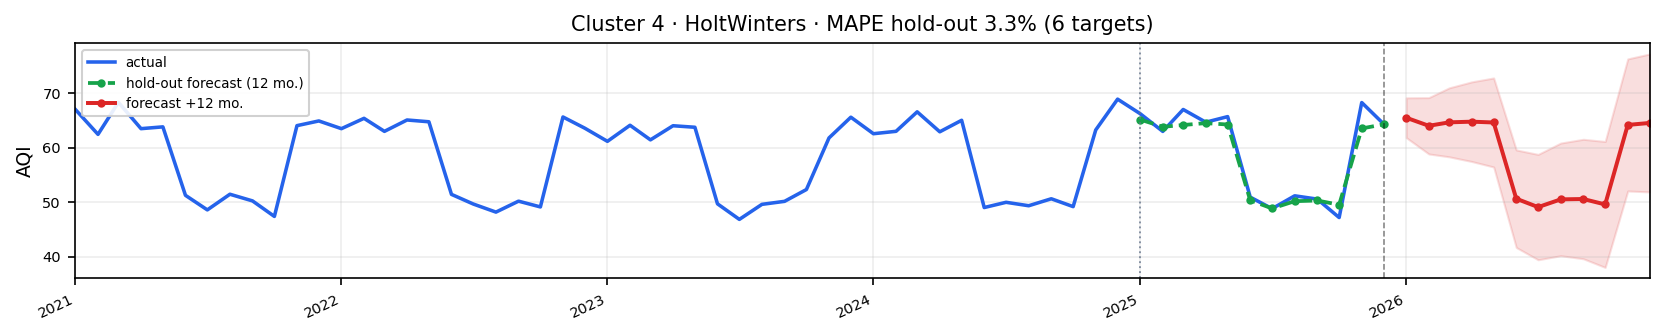 Cluster 4 · HoltWinters · MAPE hold-out 3.3% (6 targets)
actual
hold-out forecast (12 mo.)
forecast +12 mo.
AQI
70
60
50
40
2021
2022
2023
2024
2025
2026